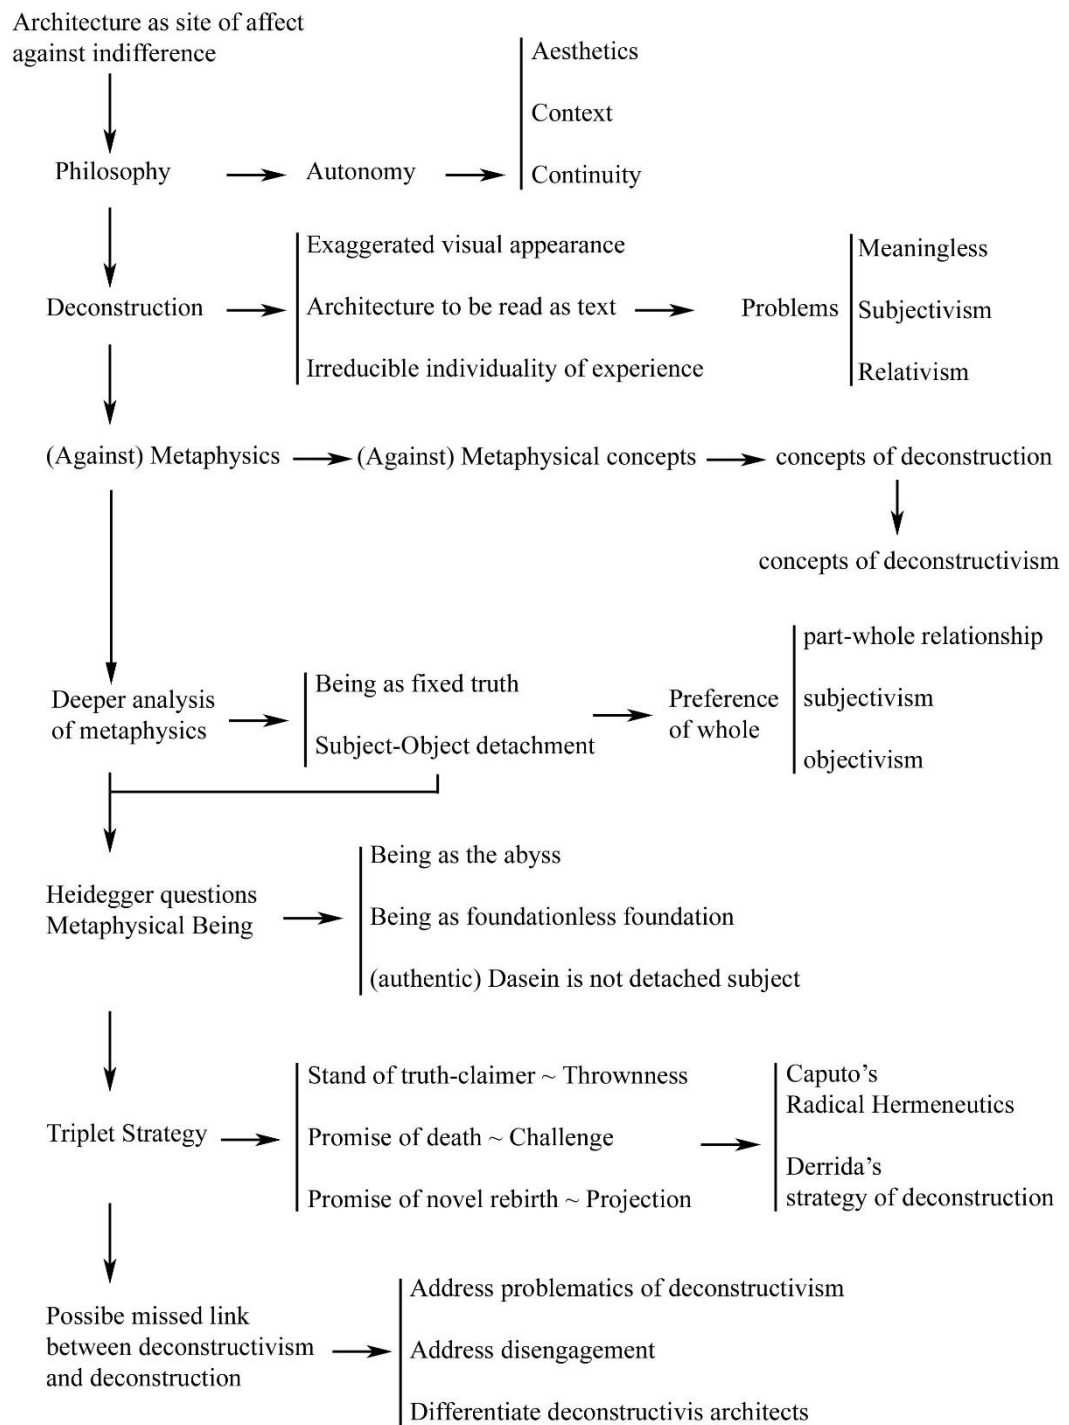 Architecture as site of affect
against indifference
Aesthetics
Context
Philosophy
Autonomy
Continuity
Exaggerated visual appearance
Meaningless
Deconstruction
Architecture to be read as text
Problems
Subjectivism
Irreducible individuality of experience
Relativism
(Against) Metaphysics
(Against) Metaphysical concepts
concepts of deconstruction
concepts of deconstructivism
Deeper analysis
of metaphysics
Being as fixed truth
Subject-Object detachment
Preference
of whole
part-whole relationship
subjectivism
objectivism
Heidegger questions
Metaphysical Being
Being as the abyss
Being as foundationless foundation
(authentic) Dasein is not detached subject
Triplet Strategy
Stand of truth-claimer ~ Thrownness
Promise of death ~ Challenge
Promise of novel rebirth ~ Projection
Caputo’s
Radical Hermeneutics
Derrida’s
strategy of deconstruction
Possibe missed link
between deconstructivism
and deconstruction
Address problematics of deconstructivism
Address disengagement
Differentiate deconstructivis architects